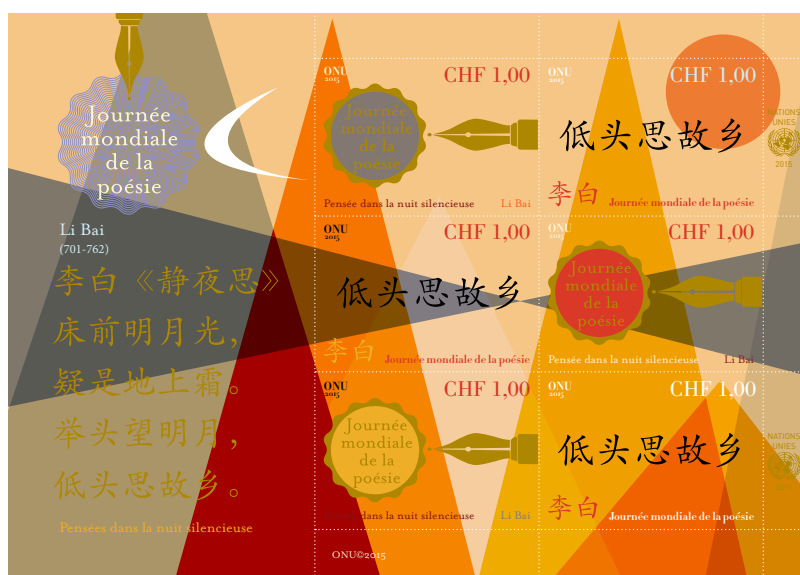 Journée
mondiale
de la
poésie
Li Bai
(701-762)
李白《静夜思》
床前明月光,
疑是地上霜。
举头望明月,
低头思故乡。
Pensées dans la nuit silencieuse
ONU
2015
CHF 1,00
Journée
mondiale
de la
poésie
Pensée dans la nuit silencieuse
Li Bai
ONU
2015
CHF 1,00
低头思故乡
李白
Journée mondiale de la poésie
NATIONS
UNIES
2015
ONU
2015
CHF 1,00
低头思故乡
李白
Journée mondiale de la poésie
ONU
2015
CHF 1,00
Journée
mondiale
de la
poésie
Pensée dans la nuit silencieuse
Li Bai
ONU
2015
CHF 1,00
Journée
mondiale
de la
poésie
Pensée dans la nuit silencieuse
Li Bai
ONU
2015
CHF 1,00
低头思故乡
李白
Journée mondiale de la poésie
NATIONS
UNIES
2015
ONU©2015